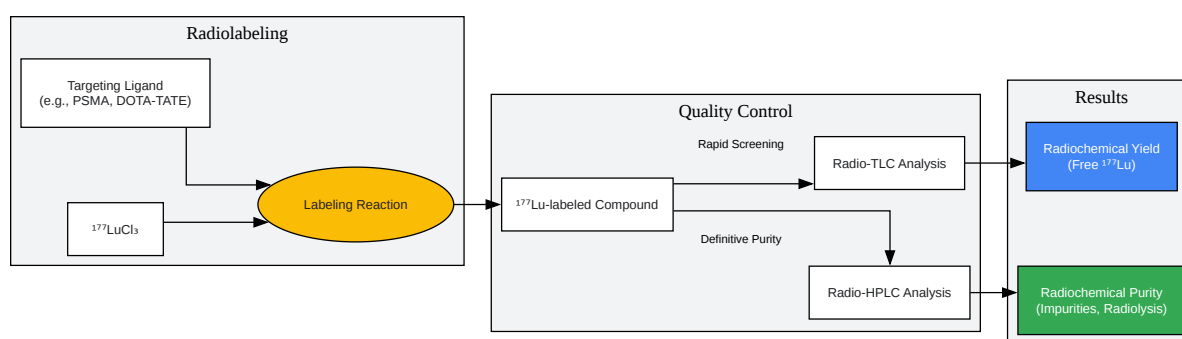 Radiolabeling
Targeting Ligand
(e.g., PSMA, DOTA-TATE)
¹⁷⁷LuCl₃
Labeling Reaction
Quality Control
Rapid Screening
¹⁷⁷Lu-labeled Compound
Definitive Purity
Radio-TLC Analysis
Radio-HPLC Analysis
Results
Radiochemical Yield
(Free ¹⁷⁷Lu)
Radiochemical Purity
(Impurities, Radiolysis)